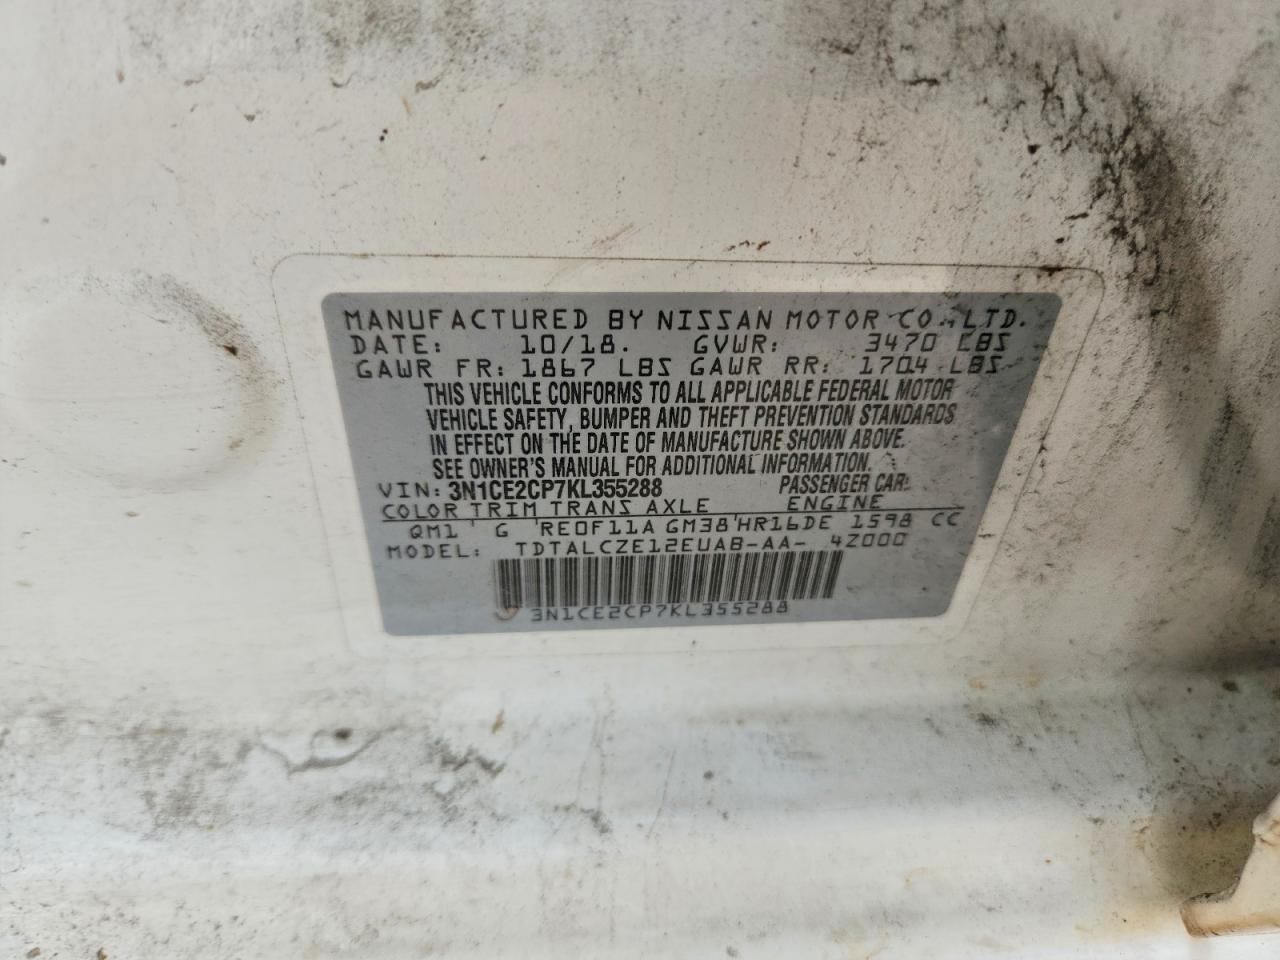 MANUFACTURED BY NISSAN MOTOR CO., LTD.
DATE: 10/18. GVWR: 3470 LBS
GAWR FR: 1867 LBS GAWR RR: 1704 LBS
THIS VEHICLE CONFORMS TO ALL APPLICABLE FEDERAL MOTOR
VEHICLE SAFETY, BUMPER AND THEFT PREVENTION STANDARDS
IN EFFECT ON THE DATE OF MANUFACTURE SHOWN ABOVE.
SEE OWNER'S MANUAL FOR ADDITIONAL INFORMATION.
VIN: 3N1CE2CP7KL355288 PASSENGER CAR
COLOR TRIM TRANS AXLE ENGINE
QM1 G RE0F11A GM38 HR16DE 1598 CC
MODEL: TDTALCZE12EUAB-AA- 4Z000
3N1CE2CP7KL355288